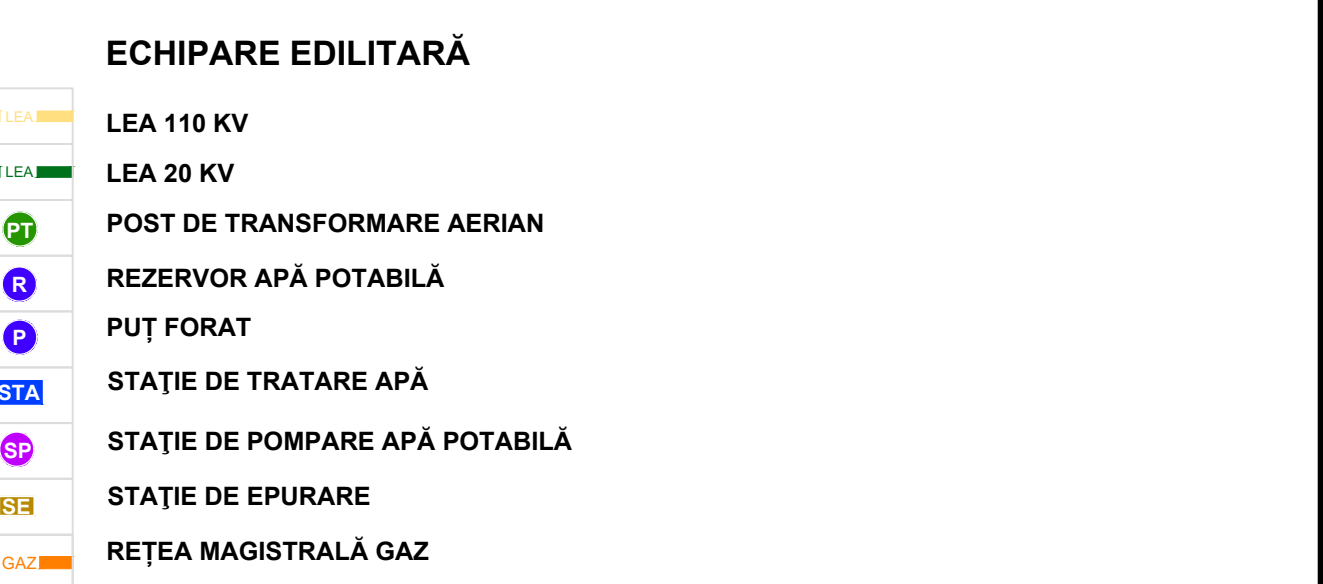 ECHIPARE EDILITARĂ
LEA LEA 110 KV
LEA LEA 20 KV
PT POST DE TRANSFORMARE AERIAN
R REZERVOR APĂ POTABILĂ
P PUȚ FORAT
STA STAŢIE DE TRATARE APĂ
SP STAŢIE DE POMPARE APĂ POTABILĂ
SE STAŢIE DE EPURARE
GAZ REȚEA MAGISTRALĂ GAZ